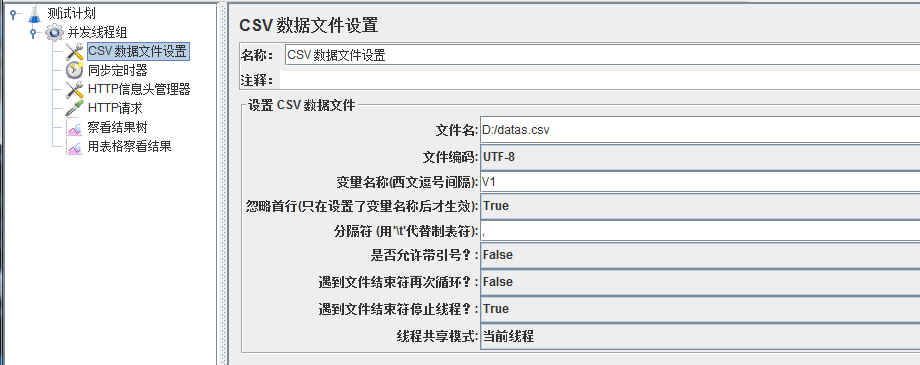 测试计划
并发线程组
CSV 数据文件设置
同步定时器
HTTP信息头管理器
HTTP请求
察看结果树
用表格察看结果
CSV 数据文件设置
名称: CSV 数据文件设置
注释:
设置 CSV 数据文件
文件名: D:/datas.csv
文件编码: UTF-8
变量名称(西文逗号间隔): V1
忽略首行(只在设置了变量名称后才生效): True
分隔符 (用'\t'代替制表符): ,
是否允许带引号?: False
遇到文件结束符再次循环?: False
遇到文件结束符停止线程?: True
线程共享模式: 当前线程